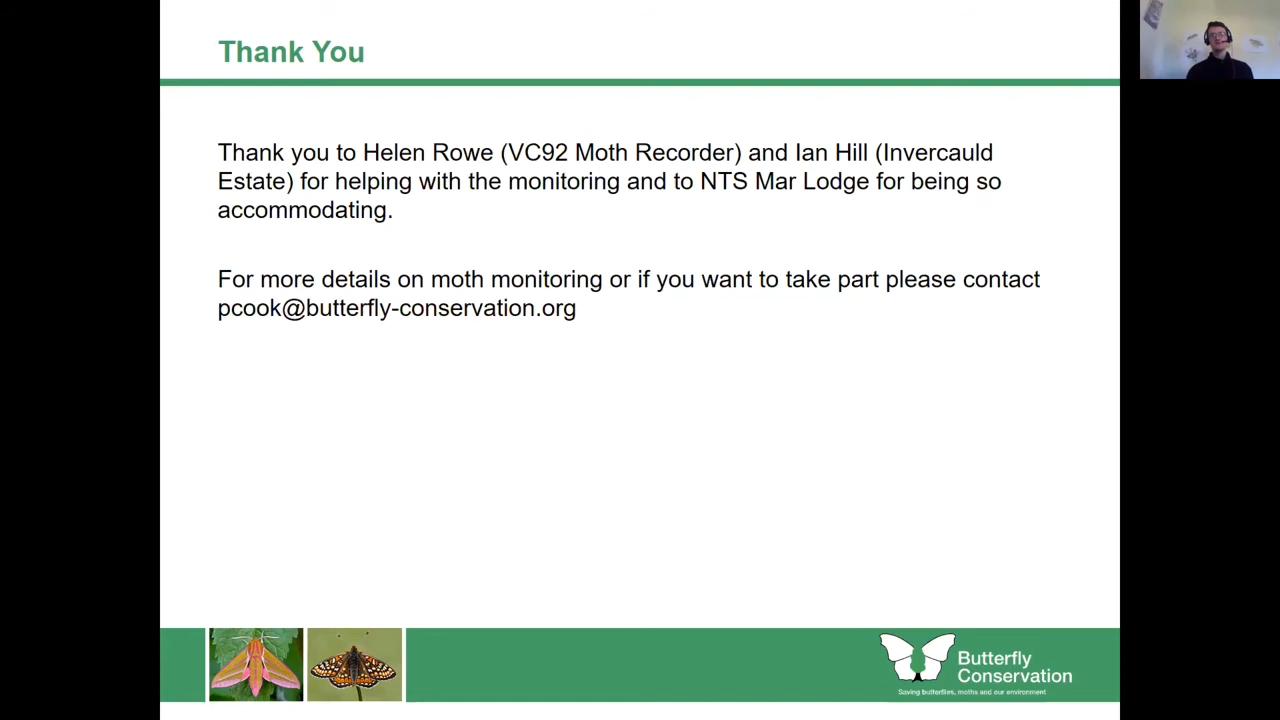 Thank You
Thank you to Helen Rowe (VC92 Moth Recorder) and Ian Hill (Invercauld
Estate) for helping with the monitoring and to NTS Mar Lodge for being so
accommodating.
For more details on moth monitoring or if you want to take part please contact
pcook@butterfly-conservation.org
Butterfly
Conservation
Saving butterflies, moths and our environment